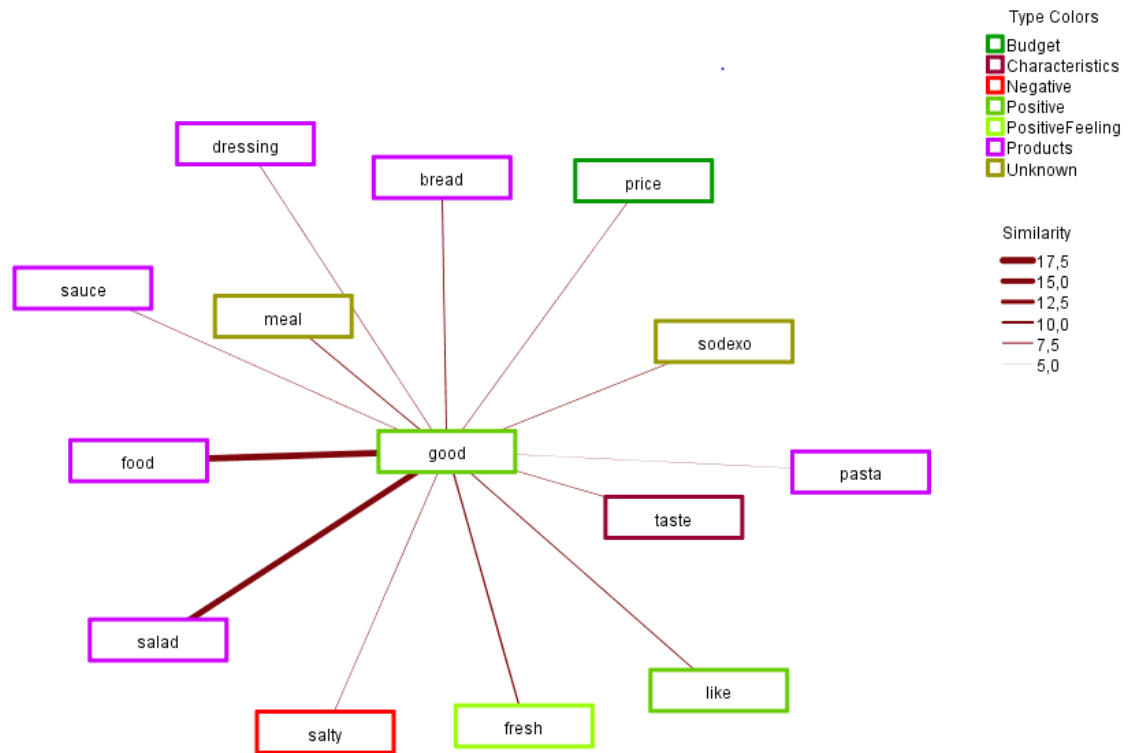 Type Colors
Budget
Characteristics
Negative
Positive
PositiveFeeling
Products
Unknown
Similarity
17,5
15,0
12,5
10,0
7,5
5,0
dressing
bread
price
sauce
meal
sodexo
good
food
pasta
taste
salad
like
salty
fresh